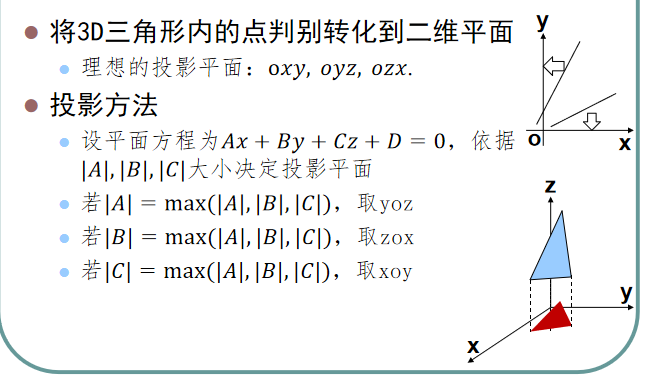 将3D三角形内的点判别转化到二维平面
理想的投影平面：oxy, oyz, ozx.
投影方法
设平面方程为Ax + By + Cz + D = 0，依据
|A|, |B|, |C|大小决定投影平面
若|A| = max(|A|, |B|, |C|)，取yoz
若|B| = max(|A|, |B|, |C|)，取zox
若|C| = max(|A|, |B|, |C|)，取xoy
y
o
x
z
y
x